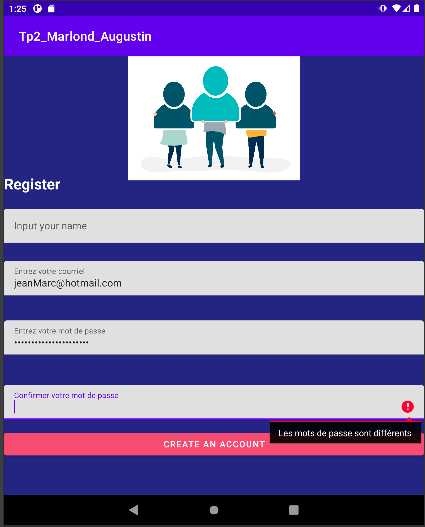 1:25
Tp2_Marlond_Augustin
Register
Input your name
Entrez votre courriel
jeanMarc@hotmail.com
Entrez votre mot de passe
••••••••••••••••••••••
Confirmer votre mot de passe
Les mots de passe sont différents
CREATE AN ACCOUNT